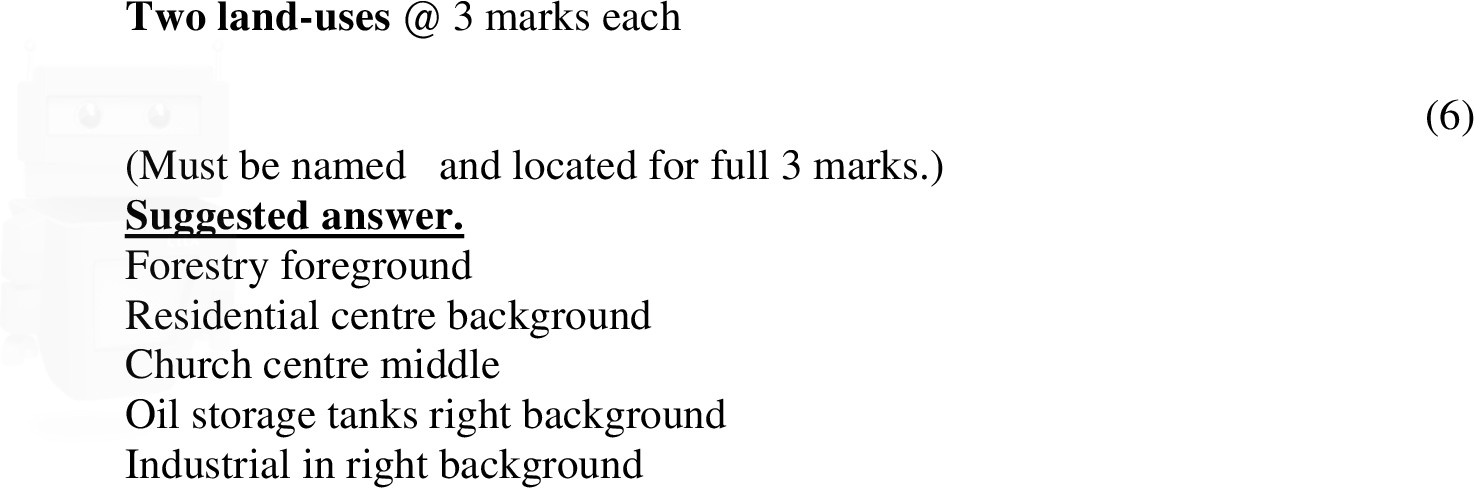 Two land-uses @ 3 marks each
(6)
(Must be named   and located for full 3 marks.)
Suggested answer.
Forestry foreground
Residential centre background
Church centre middle
Oil storage tanks right background
Industrial in right background